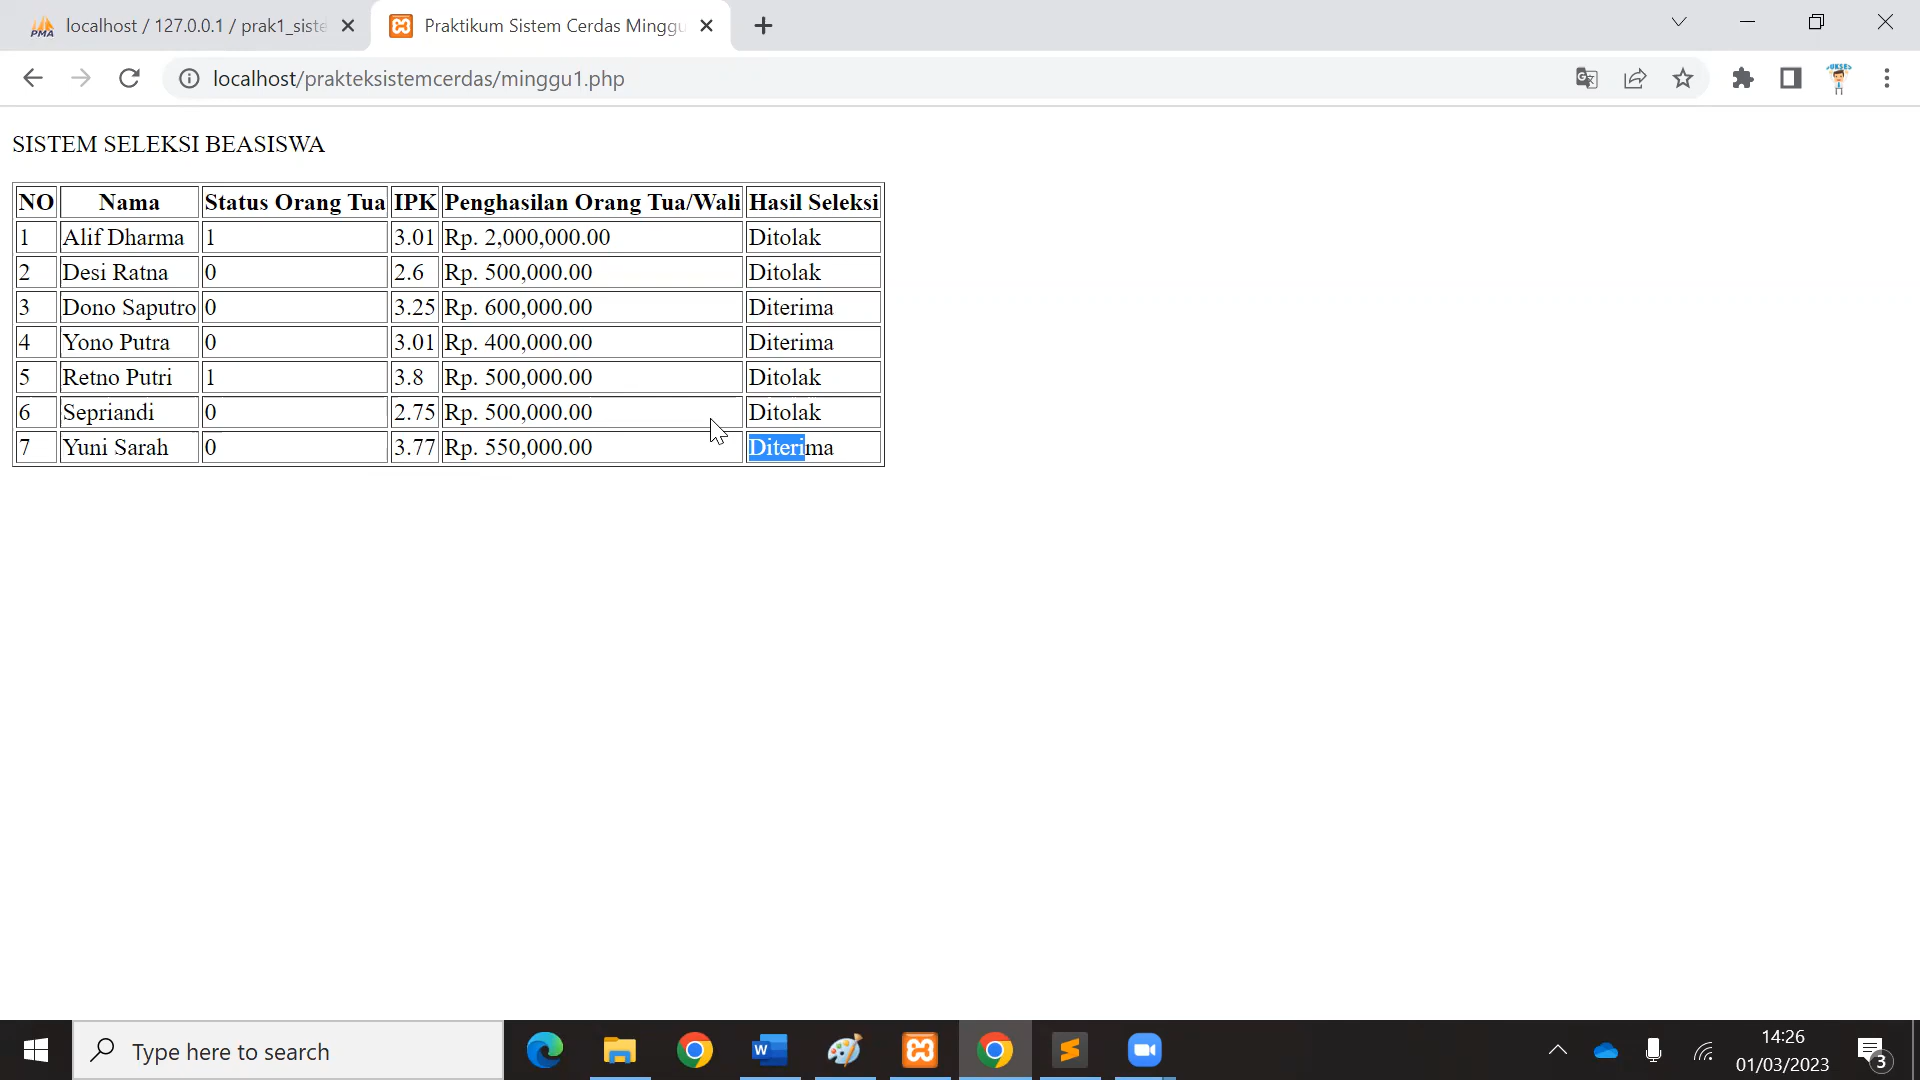 localhost / 127.0.0.1 / prak1_siste
Praktikum Sistem Cerdas Minggu
localhost/prakteksistemcerdas/minggu1.php
SISTEM SELEKSI BEASISWA
NO Nama Status Orang Tua IPK Penghasilan Orang Tua/Wali Hasil Seleksi
1 Alif Dharma 1 3.01 Rp. 2,000,000.00 Ditolak
2 Desi Ratna 0 2.6 Rp. 500,000.00 Ditolak
3 Dono Saputro 0 3.25 Rp. 600,000.00 Diterima
4 Yono Putra 0 3.01 Rp. 400,000.00 Diterima
5 Retno Putri 1 3.8 Rp. 500,000.00 Ditolak
6 Sepriandi 0 2.75 Rp. 500,000.00 Ditolak
7 Yuni Sarah 0 3.77 Rp. 550,000.00 Diterima
Type here to search
14:26
01/03/2023
3